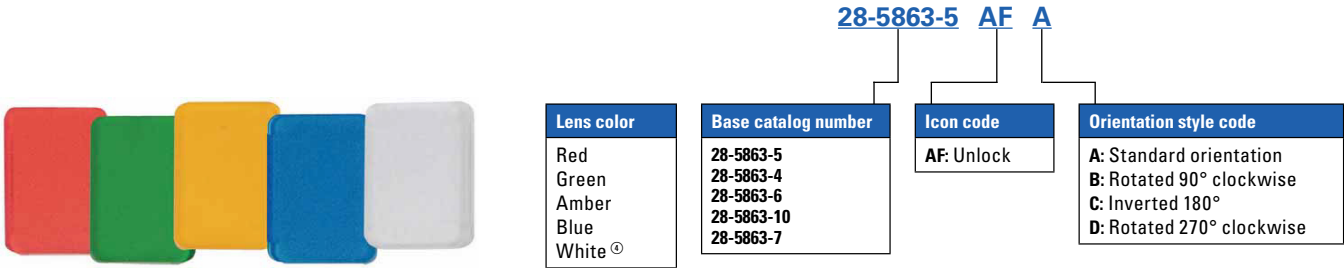 28-5863-5 AF A
Lens color
Red
Green
Amber
Blue
White ④
Base catalog number
28-5863-5
28-5863-4
28-5863-6
28-5863-10
28-5863-7
Icon code
AF: Unlock
Orientation style code
A: Standard orientation
B: Rotated 90° clockwise
C: Inverted 180°
D: Rotated 270° clockwise